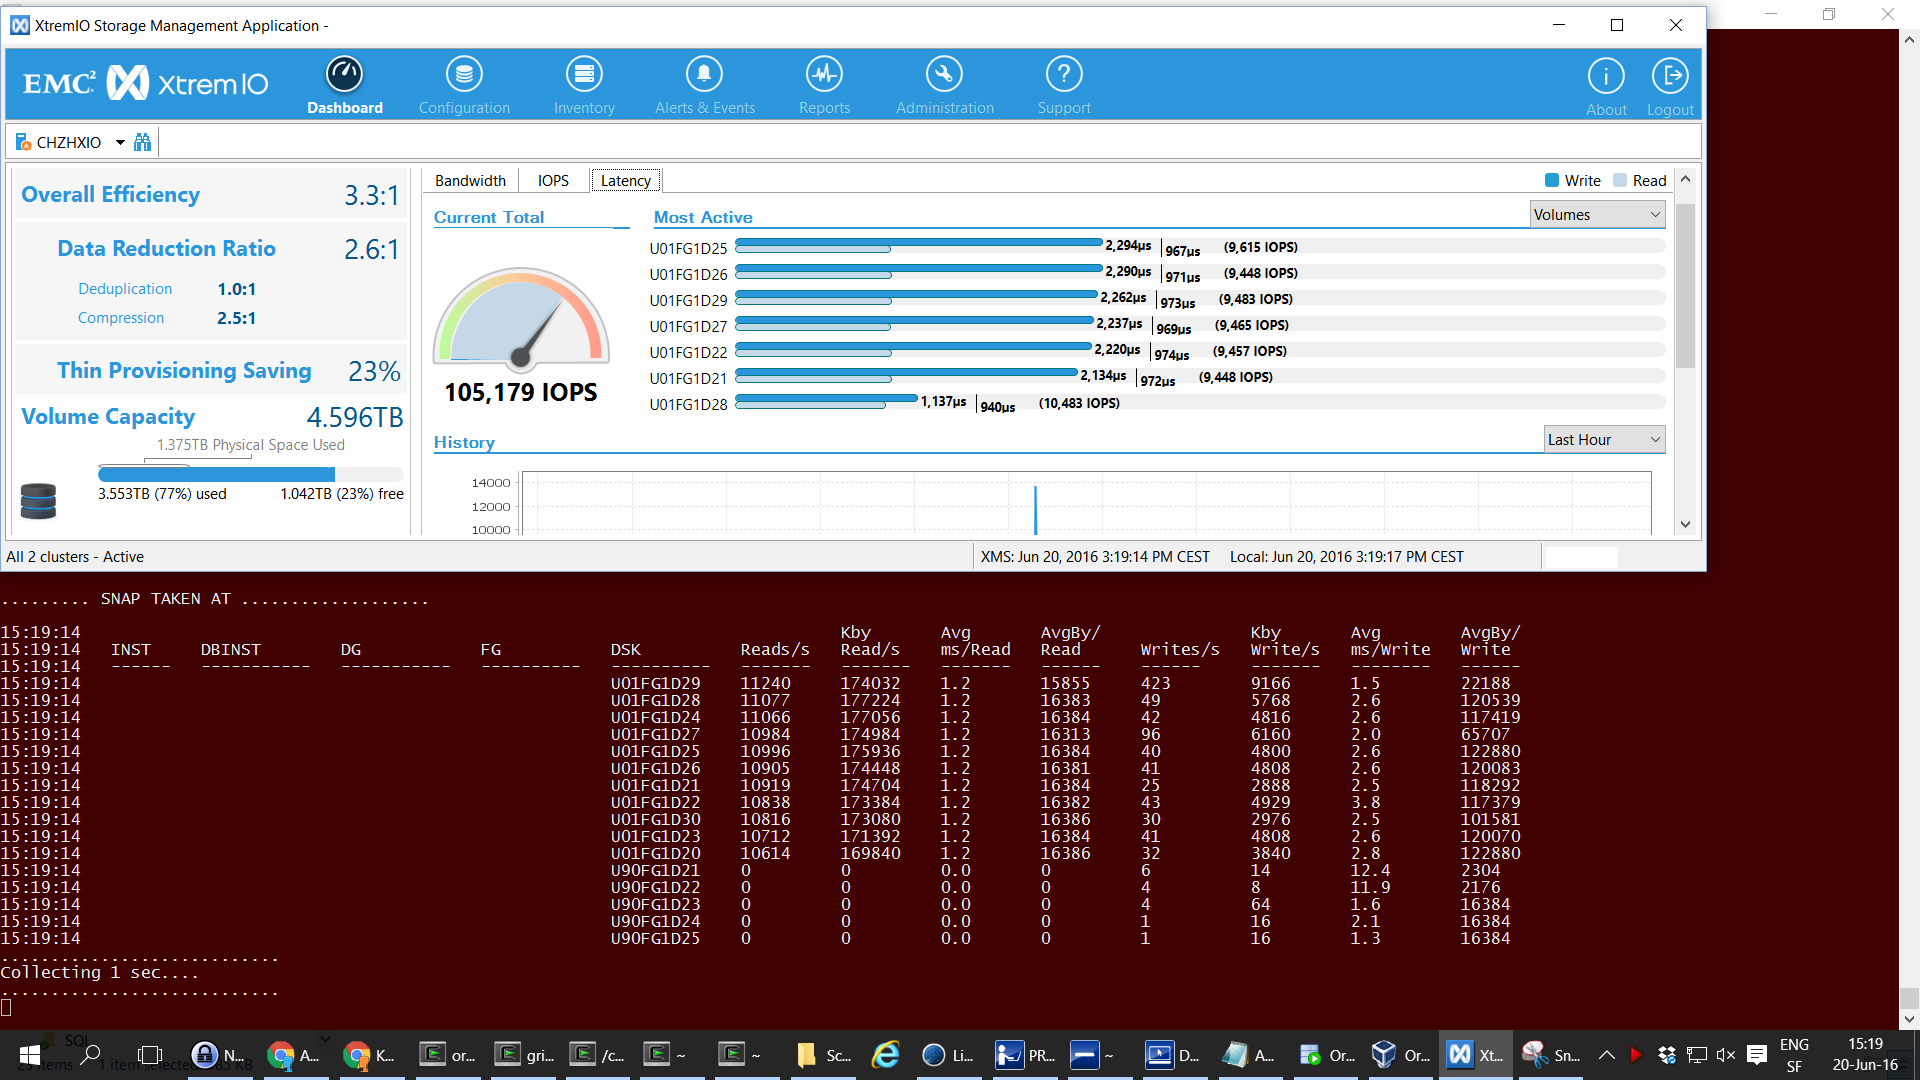 XtremIO Storage Management Application -
EMC² XtremIO
Dashboard Configuration Inventory Alerts & Events Reports Administration Support About Logout
CHZHXIO
Overall Efficiency 3.3:1
Data Reduction Ratio 2.6:1
Deduplication 1.0:1
Compression 2.5:1
Thin Provisioning Saving 23%
Volume Capacity 4.596TB
1.375TB Physical Space Used
3.553TB (77%) used 1.042TB (23%) free
Bandwidth IOPS Latency Write Read
Current Total
105,179 IOPS
Most Active Volumes
U01FG1D25 2,294µs 967µs (9,615 IOPS)
U01FG1D26 2,290µs 971µs (9,448 IOPS)
U01FG1D29 2,262µs 973µs (9,483 IOPS)
U01FG1D27 2,237µs 969µs (9,465 IOPS)
U01FG1D22 2,220µs 974µs (9,457 IOPS)
U01FG1D21 2,134µs 972µs (9,448 IOPS)
U01FG1D28 1,137µs 940µs (10,483 IOPS)
History Last Hour
14000
12000
10000
All 2 clusters - Active XMS: Jun 20, 2016 3:19:14 PM CEST Local: Jun 20, 2016 3:19:17 PM CEST
......... SNAP TAKEN AT ...................
15:19:14 Kby Avg AvgBy/ Kby Avg AvgBy/
15:19:14 INST DBINST DG FG DSK Reads/s Read/s ms/Read Read Writes/s Write/s ms/Write Write
15:19:14 ------ ----------- ----------- ---------- ---------- ------- ------- ------- ------ -------- ------- -------- ------
15:19:14 U01FG1D29 11240 174032 1.2 15855 423 9166 1.5 22188
15:19:14 U01FG1D28 11077 177224 1.2 16383 49 5768 2.6 120539
15:19:14 U01FG1D24 11066 177056 1.2 16384 42 4816 2.6 117419
15:19:14 U01FG1D27 10984 174984 1.2 16313 96 6160 2.0 65707
15:19:14 U01FG1D25 10996 175936 1.2 16384 40 4800 2.6 122880
15:19:14 U01FG1D26 10905 174448 1.2 16381 41 4808 2.6 120083
15:19:14 U01FG1D21 10919 174704 1.2 16384 25 2888 2.5 118292
15:19:14 U01FG1D22 10838 173384 1.2 16382 43 4929 3.8 117379
15:19:14 U01FG1D30 10816 173080 1.2 16386 30 2976 2.5 101581
15:19:14 U01FG1D23 10712 171392 1.2 16384 41 4808 2.6 120070
15:19:14 U01FG1D20 10614 169840 1.2 16386 32 3840 2.8 122880
15:19:14 U90FG1D21 0 0 0.0 0 6 14 12.4 2304
15:19:14 U90FG1D22 0 0 0.0 0 4 8 11.9 2176
15:19:14 U90FG1D23 0 0 0.0 0 4 64 1.6 16384
15:19:14 U90FG1D24 0 0 0.0 0 1 16 2.1 16384
15:19:14 U90FG1D25 0 0 0.0 0 1 16 1.3 16384
............................
Collecting 1 sec....
............................
SQL
N... A... K... or... gri... /c... ~ ~ Sc... Li... PR... ~ D... A... Or... Or... Xt... Sn... ENG SF 15:19 20-Jun-16